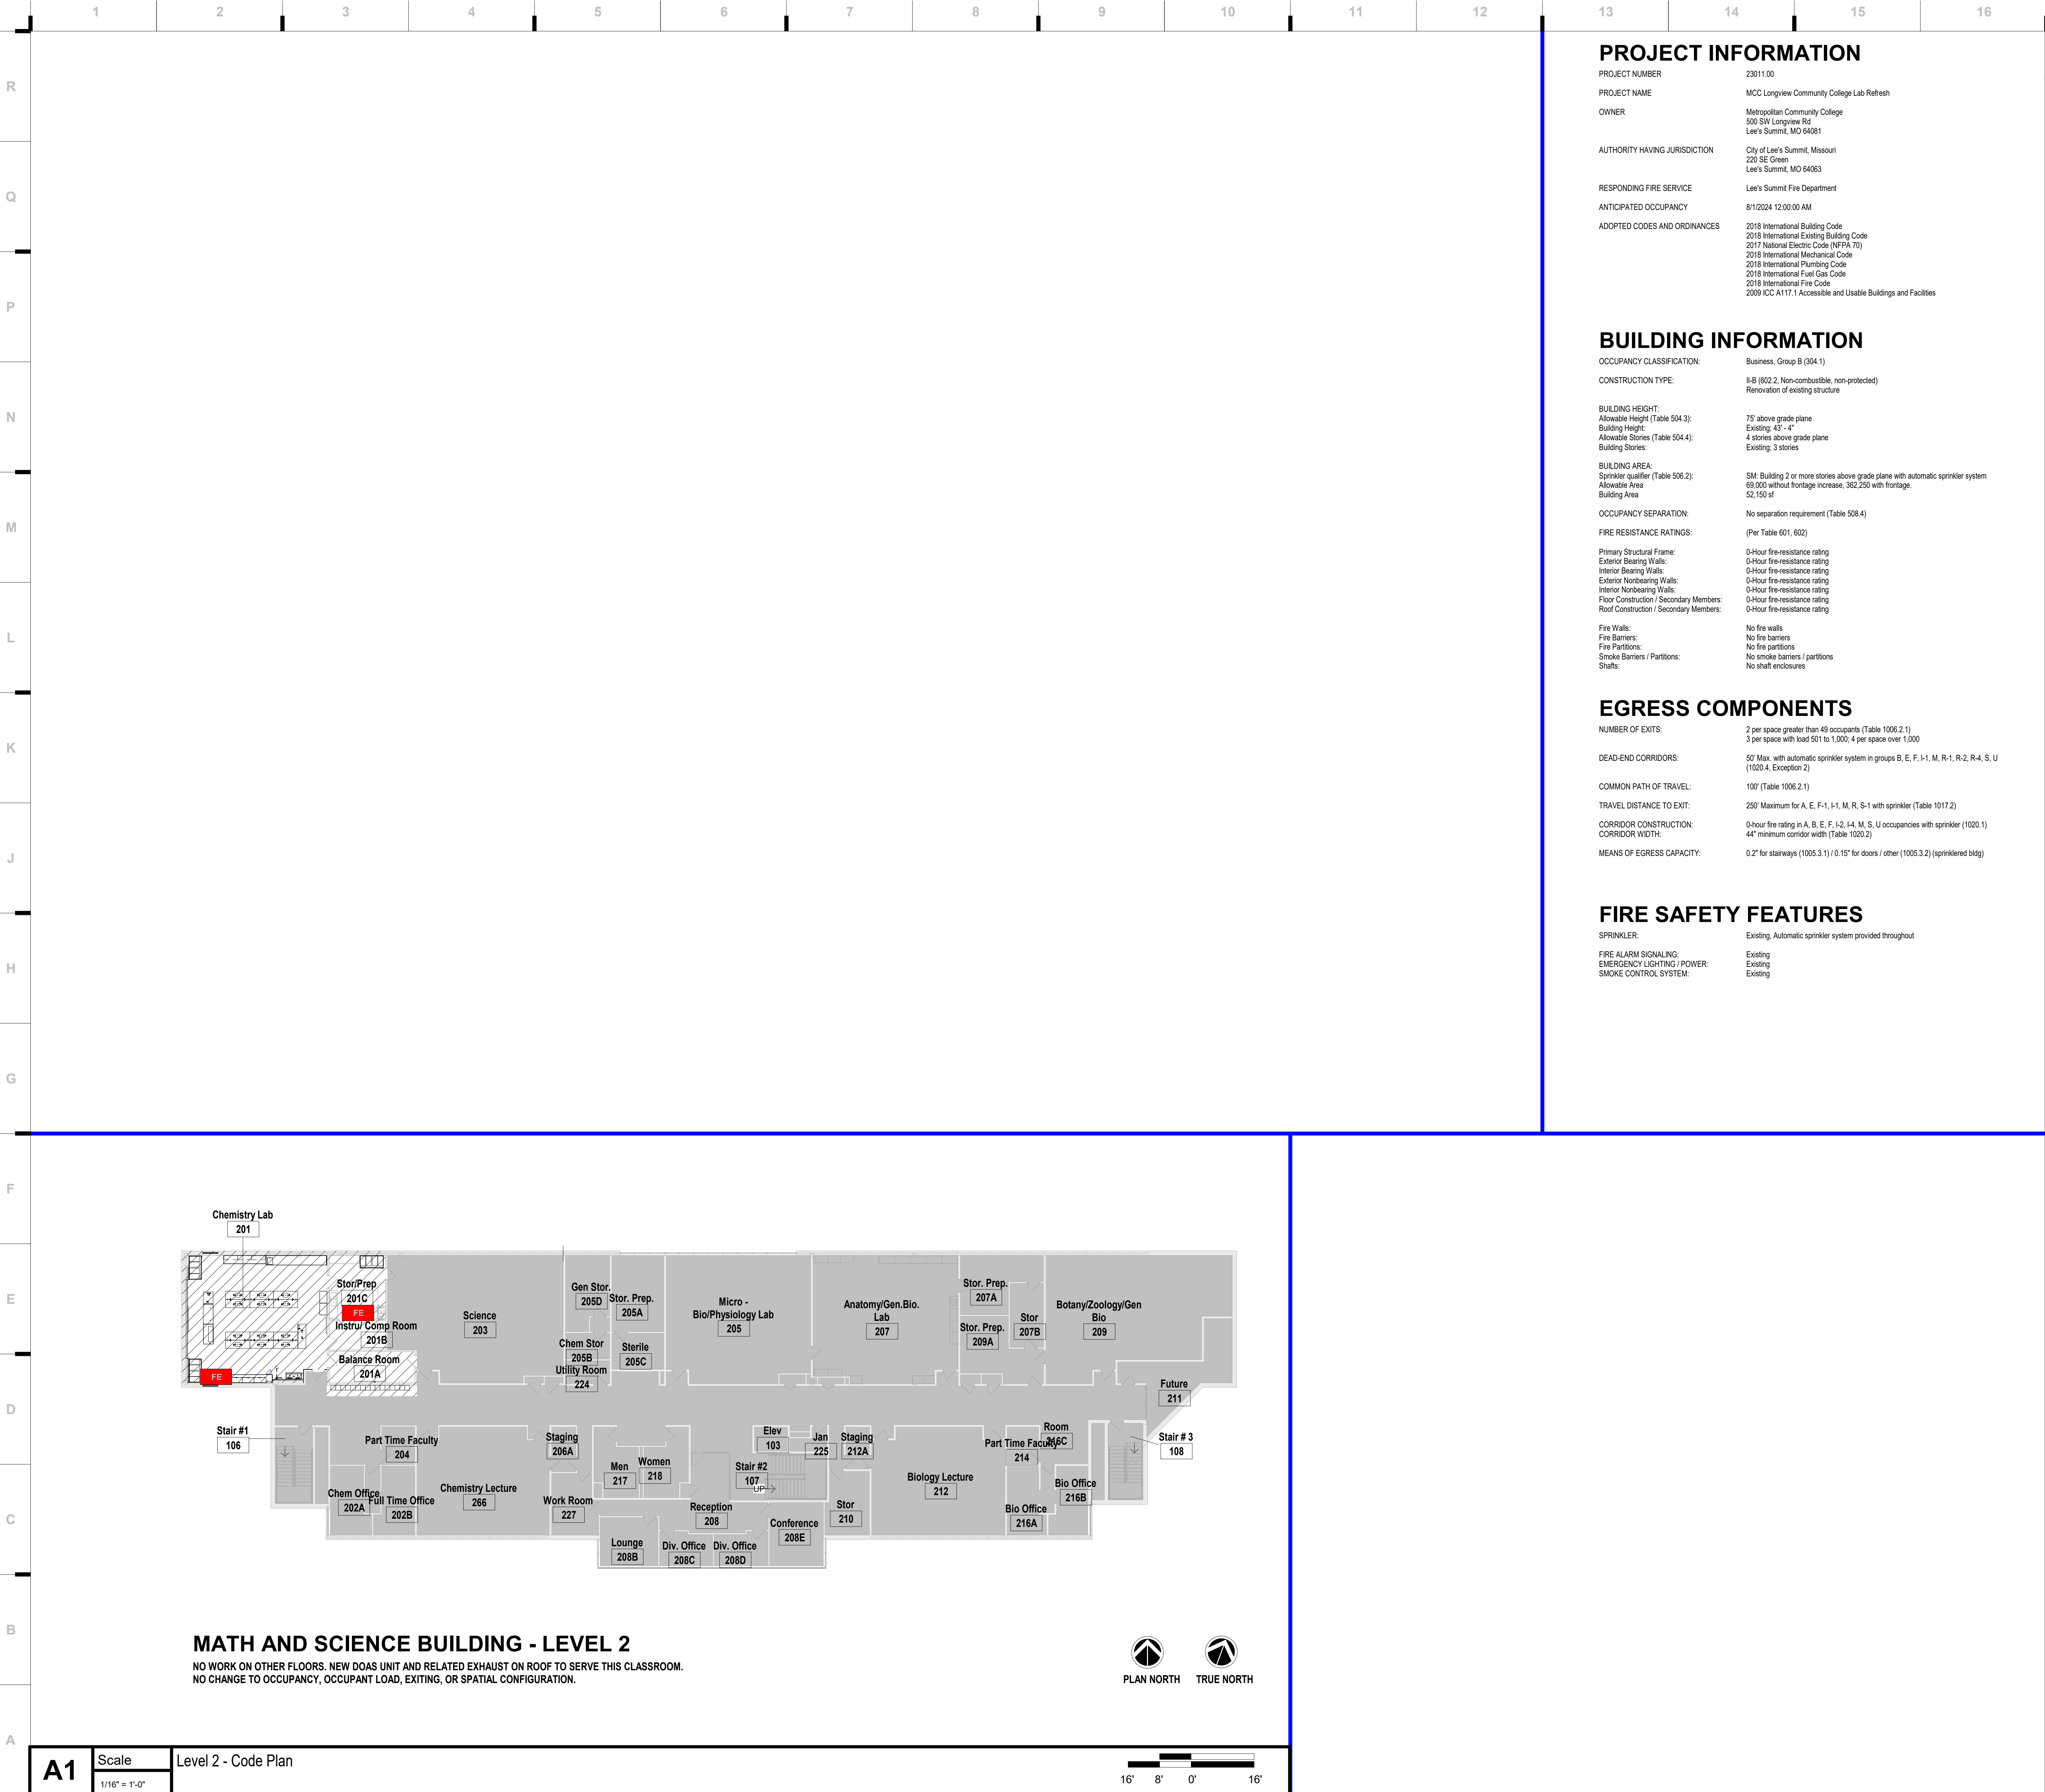 1 2 3 4 5 6 7 8 9 10 11 12 13 14 15 16
R
Q
P
N
M
L
K
J
H
G
F
E
D
C
B
A
PROJECT INFORMATION
PROJECT NUMBER 23011.00
PROJECT NAME MCC Longview Community College Lab Refresh
OWNER Metropolitan Community College
500 SW Longview Rd
Lee's Summit, MO 64081
AUTHORITY HAVING JURISDICTION City of Lee's Summit, Missouri
220 SE Green
Lee's Summit, MO 64063
RESPONDING FIRE SERVICE Lee's Summit Fire Department
ANTICIPATED OCCUPANCY 8/1/2024 12:00:00 AM
ADOPTED CODES AND ORDINANCES 2018 International Building Code
2018 International Existing Building Code
2017 National Electric Code (NFPA 70)
2018 International Mechanical Code
2018 International Plumbing Code
2018 International Fuel Gas Code
2018 International Fire Code
2009 ICC A117.1 Accessible and Usable Buildings and Facilities
BUILDING INFORMATION
OCCUPANCY CLASSIFICATION: Business, Group B (304.1)
CONSTRUCTION TYPE: II-B (602.2, Non-combustible, non-protected)
Renovation of existing structure
BUILDING HEIGHT:
Allowable Height (Table 504.3): 75' above grade plane
Building Height: Existing; 43' - 4"
Allowable Stories (Table 504.4): 4 stories above grade plane
Building Stories: Existing; 3 stories
BUILDING AREA:
Sprinkler qualifier (Table 506.2): SM: Building 2 or more stories above grade plane with automatic sprinkler system
Allowable Area 69,000 without frontage increase, 362,250 with frontage.
Building Area 52,150 sf
OCCUPANCY SEPARATION: No separation requirement (Table 508.4)
FIRE RESISTANCE RATINGS: (Per Table 601, 602)
Primary Structural Frame: 0-Hour fire-resistance rating
Exterior Bearing Walls: 0-Hour fire-resistance rating
Interior Bearing Walls: 0-Hour fire-resistance rating
Exterior Nonbearing Walls: 0-Hour fire-resistance rating
Interior Nonbearing Walls: 0-Hour fire-resistance rating
Floor Construction / Secondary Members: 0-Hour fire-resistance rating
Roof Construction / Secondary Members: 0-Hour fire-resistance rating
Fire Walls: No fire walls
Fire Barriers: No fire barriers
Fire Partitions: No fire partitions
Smoke Barriers / Partitions: No smoke barriers / partitions
Shafts: No shaft enclosures
EGRESS COMPONENTS
NUMBER OF EXITS: 2 per space greater than 49 occupants (Table 1006.2.1)
3 per space with load 501 to 1,000; 4 per space over 1,000
DEAD-END CORRIDORS: 50' Max. with automatic sprinkler system in groups B, E, F, I-1, M, R-1, R-2, R-4, S, U
(1020.4, Exception 2)
COMMON PATH OF TRAVEL: 100' (Table 1006.2.1)
TRAVEL DISTANCE TO EXIT: 250' Maximum for A, E, F-1, I-1, M, R, S-1 with sprinkler (Table 1017.2)
CORRIDOR CONSTRUCTION: 0-hour fire rating in A, B, E, F, I-2, I-4, M, S, U occupancies with sprinkler (1020.1)
CORRIDOR WIDTH: 44" minimum corridor width (Table 1020.2)
MEANS OF EGRESS CAPACITY: 0.2" for stairways (1005.3.1) / 0.15" for doors / other (1005.3.2) (sprinklered bldg)
FIRE SAFETY FEATURES
SPRINKLER: Existing, Automatic sprinkler system provided throughout
FIRE ALARM SIGNALING: Existing
EMERGENCY LIGHTING / POWER: Existing
SMOKE CONTROL SYSTEM: Existing
Chemistry Lab
201
Stor/Prep
201C
FE
Instru/ Comp Room
201B
Balance Room
201A
FE
Science
203
Gen Stor.
205D
Stor. Prep.
205A
Chem Stor
205B
Sterile
205C
Utility Room
224
Micro -
Bio/Physiology Lab
205
Anatomy/Gen.Bio.
Lab
207
Stor. Prep.
207A
Stor. Prep.
209A
Stor
207B
Botany/Zoology/Gen
Bio
209
Future
211
Stair #1
106
Part Time Faculty
204
Chem Office
202A
Full Time Office
202B
Chemistry Lecture
266
Staging
206A
Work Room
227
Men
217
Women
218
Stair #2
107
UP
Elev
103
Jan
225
Staging
212A
Reception
208
Lounge
208B
Div. Office
208C
Div. Office
208D
Conference
208E
Stor
210
Biology Lecture
212
Room
216C
Part Time Faculty
214
Bio Office
216B
Bio Office
216A
Stair # 3
108
MATH AND SCIENCE BUILDING - LEVEL 2
NO WORK ON OTHER FLOORS. NEW DOAS UNIT AND RELATED EXHAUST ON ROOF TO SERVE THIS CLASSROOM.
NO CHANGE TO OCCUPANCY, OCCUPANT LOAD, EXITING, OR SPATIAL CONFIGURATION.
PLAN NORTH TRUE NORTH
A1
Scale
1/16" = 1'-0"
Level 2 - Code Plan
16' 8' 0' 16'